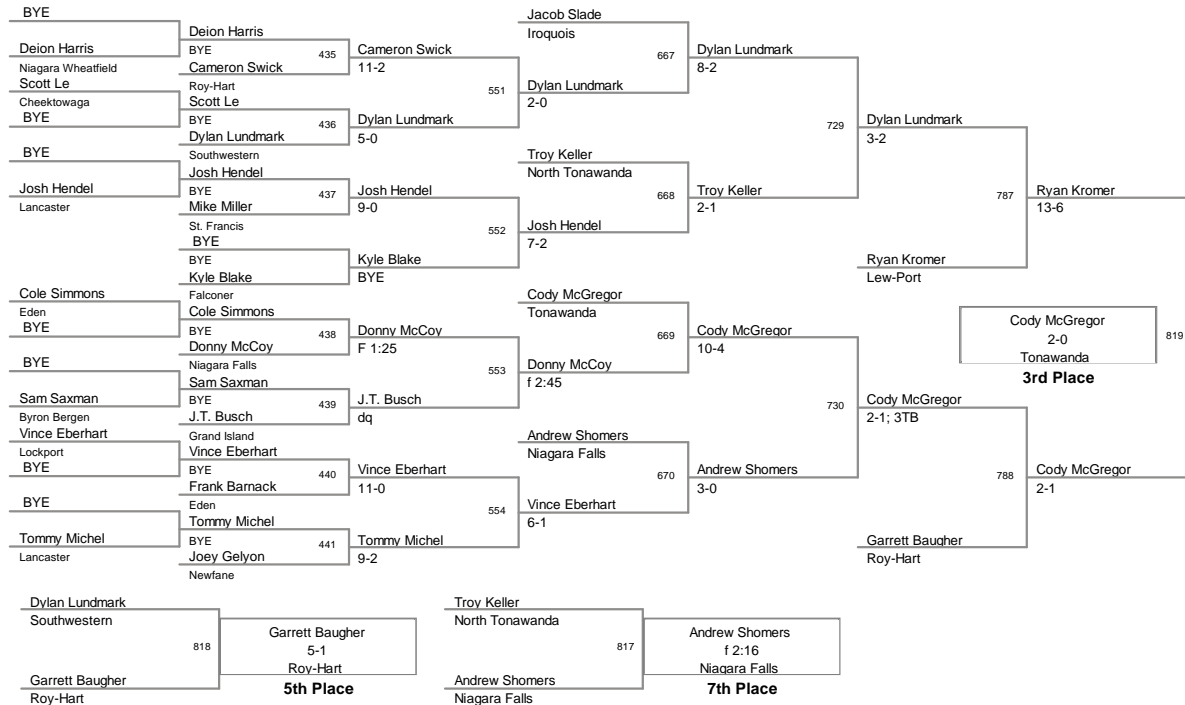 BYE
Deion Harris
Niagara Wheatfield
Scott Le
Cheektowaga
BYE
BYE
Josh Hendel
Lancaster
Cole Simmons
Eden
BYE
BYE
Sam Saxman
Byron Bergen
Vince Eberhart
Lockport
BYE
BYE
Tommy Michel
Lancaster
Deion Harris
BYE
435
Cameron Swick
Roy-Hart
Scott Le
BYE
436
Dylan Lundmark
Southwestern
Josh Hendel
BYE
437
Mike Miller
St. Francis
BYE
BYE
Kyle Blake
Falconer
Cole Simmons
BYE
438
Donny McCoy
Niagara Falls
Sam Saxman
BYE
439
J.T. Busch
Grand Island
Vince Eberhart
BYE
440
Frank Barnack
Eden
Tommy Michel
BYE
441
Joey Gelyon
Newfane
Cameron Swick
11-2
551
Dylan Lundmark
5-0
Josh Hendel
9-0
552
Kyle Blake
BYE
Donny McCoy
F 1:25
553
J.T. Busch
dq
Vince Eberhart
11-0
554
Tommy Michel
9-2
Jacob Slade
Iroquois
667
Dylan Lundmark
2-0
Troy Keller
North Tonawanda
668
Josh Hendel
7-2
Cody McGregor
Tonawanda
669
Donny McCoy
f 2:45
Andrew Shomers
Niagara Falls
670
Vince Eberhart
6-1
Dylan Lundmark
8-2
729
Troy Keller
2-1
Cody McGregor
10-4
730
Andrew Shomers
3-0
Dylan Lundmark
3-2
787
Ryan Kromer
Lew-Port
Cody McGregor
2-1; 3TB
788
Garrett Baugher
Roy-Hart
Ryan Kromer
13-6
Cody McGregor
2-1
Cody McGregor
2-0
Tonawanda
819
3rd Place
Dylan Lundmark
Southwestern
818
Garrett Baugher
Roy-Hart
Garrett Baugher
5-1
Roy-Hart
5th Place
Troy Keller
North Tonawanda
817
Andrew Shomers
Niagara Falls
Andrew Shomers
f 2:16
Niagara Falls
7th Place